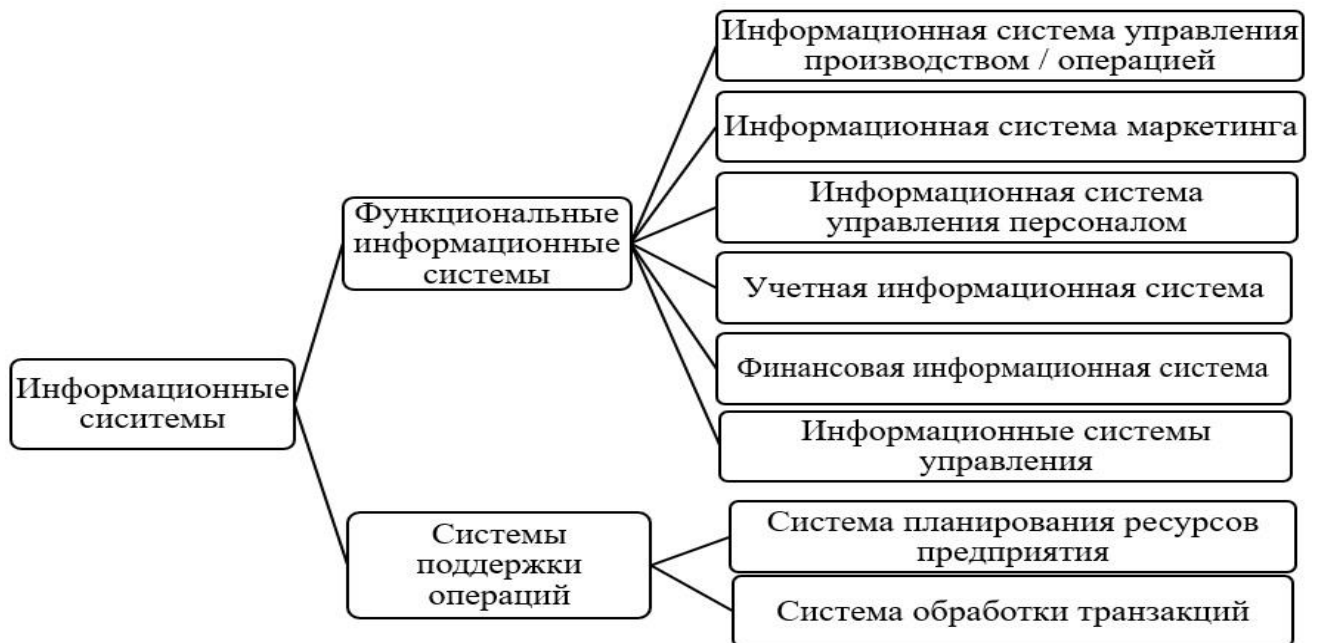 Информационные
сиситемы
Функциональные
информационные
системы
Информационная система управления
производством / операцией
Информационная система маркетинга
Информационная система
управления персоналом
Учетная информационная система
Финансовая информационная система
Информационные системы
управления
Системы
поддержки
операций
Система планирования ресурсов
предприятия
Система обработки транзакций